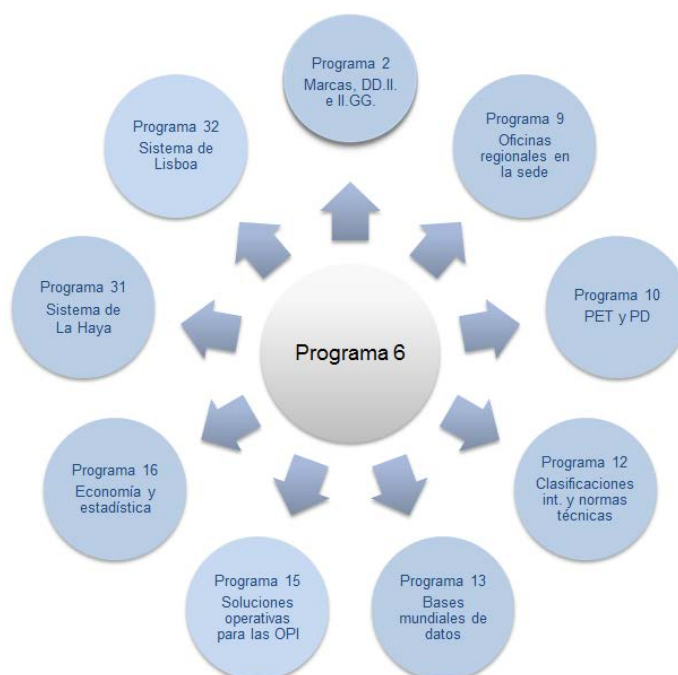 Programa 2
Marcas, DD.II.
e II.GG.
Programa 9
Oficinas
regionales en
la sede
Programa 10
PET y PD
Programa 12
Clasificaciones
int. y normas
técnicas
Programa 13
Bases
mundiales de
datos
Programa 15
Soluciones
operativas
para las OPI
Programa 16
Economía y
estadística
Programa 31
Sistema de
La Haya
Programa 32
Sistema de
Lisboa
Programa 6